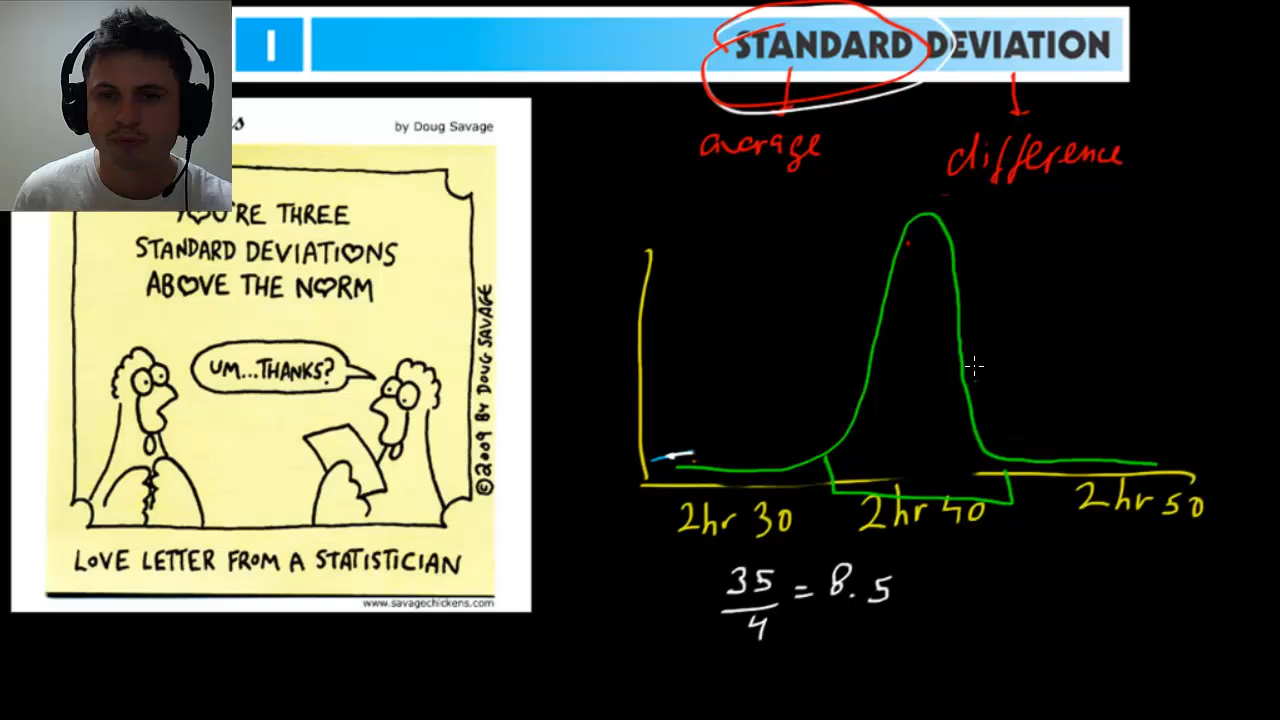 1 STANDARD DEVIATION
average difference
by Doug Savage
YOU'RE THREE
STANDARD DEVIATIONS
ABOVE THE NORM
UM...THANKS?
©2009 BY DOUG SAVAGE
LOVE LETTER FROM A STATISTICIAN
www.savagechickens.com
2hr 30 2hr 40 2hr 50
35
4
= 8.5